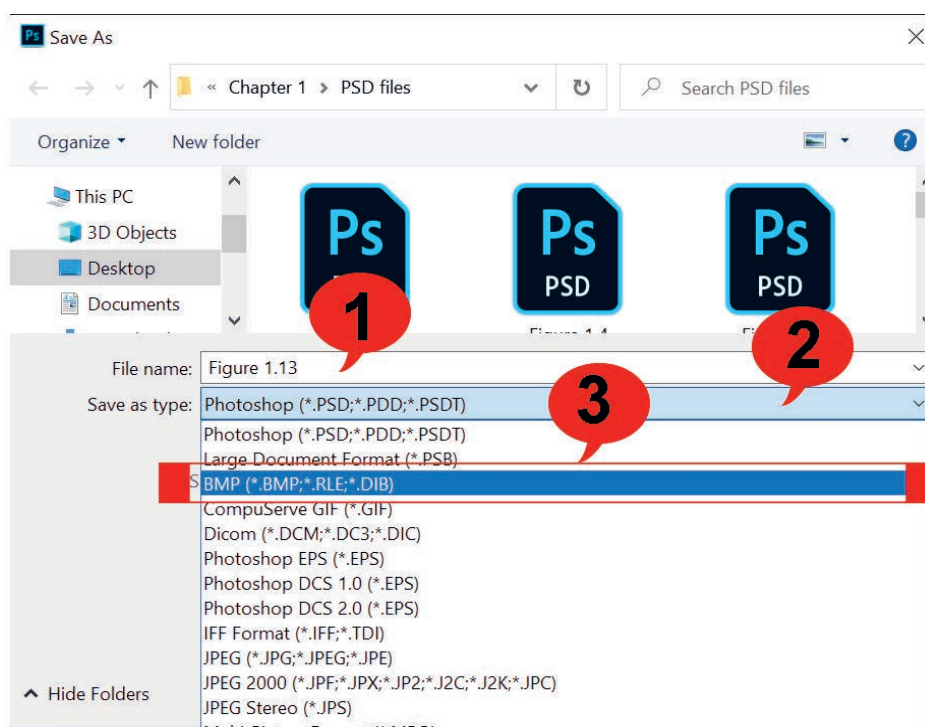 Ps Save As
« Chapter 1 > PSD files
Search PSD files
Organize
New folder
?
This PC
3D Objects
Desktop
Documents
Ps
Ps
PSD
Ps
PSD
1
2
File name: Figure 1.13
Save as type: Photoshop (*.PSD;*.PDD;*.PSDT)
3
Photoshop (*.PSD;*.PDD;*.PSDT)
Large Document Format (*.PSB)
S
BMP (*.BMP;*.RLE;*.DIB)
CompuServe GIF (*.GIF)
Dicom (*.DCM;*.DC3;*.DIC)
Photoshop EPS (*.EPS)
Photoshop DCS 1.0 (*.EPS)
Photoshop DCS 2.0 (*.EPS)
IFF Format (*.IFF;*.TDI)
JPEG (*.JPG;*.JPEG;*.JPE)
JPEG 2000 (*.JPF;*.JPX;*.JP2;*.J2C;*.J2K;*.JPC)
JPEG Stereo (*.JPS)
Hide Folders